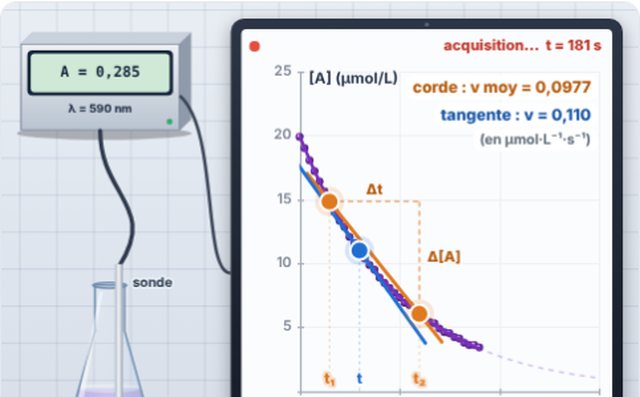 A = 0,285
λ = 590 nm
sonde
acquisition… t = 181 s
[A] (μmol/L)
corde : v moy = 0,0977
tangente : v = 0,110
(en μmol·L⁻¹·s⁻¹)
25
20
15
10
5
Δt
Δ[A]
t₁
t
t₂